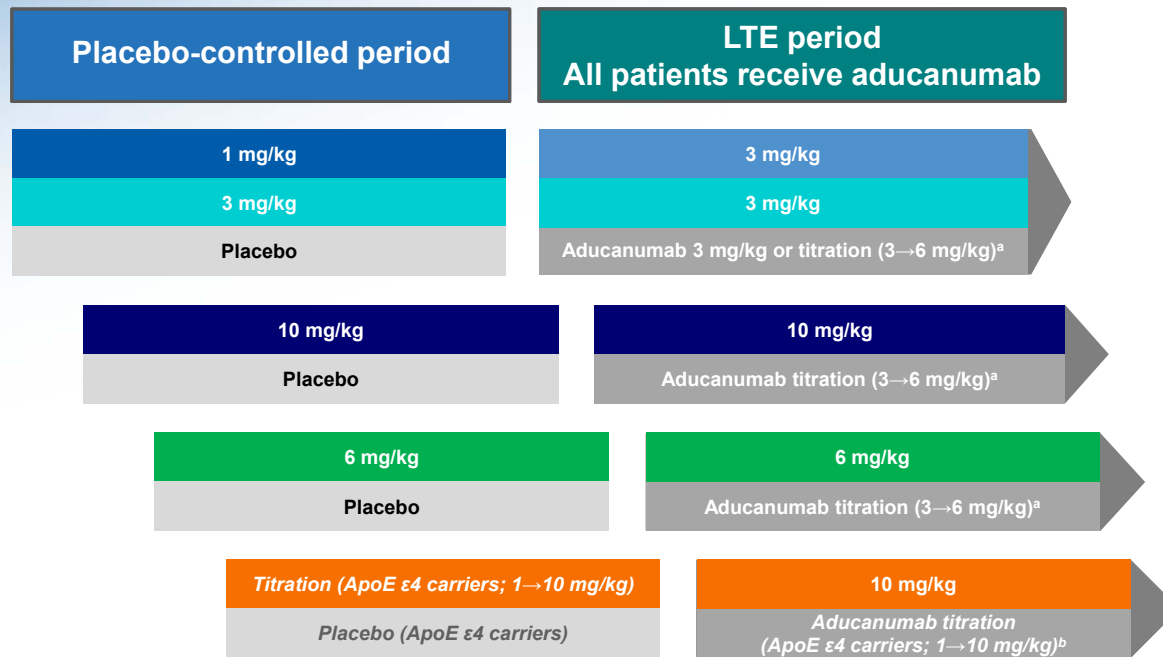 Placebo-controlled period
LTE period
All patients receive aducanumab
1 mg/kg
3 mg/kg
3 mg/kg
3 mg/kg
Placebo
Aducanumab 3 mg/kg or titration (3→6 mg/kg)ᵃ
10 mg/kg
10 mg/kg
Placebo
Aducanumab titration (3→6 mg/kg)ᵃ
6 mg/kg
6 mg/kg
Placebo
Aducanumab titration (3→6 mg/kg)ᵃ
Titration (ApoE ε4 carriers; 1→10 mg/kg)
10 mg/kg
Placebo (ApoE ε4 carriers)
Aducanumab titration
(ApoE ε4 carriers; 1→10 mg/kg)ᵇ